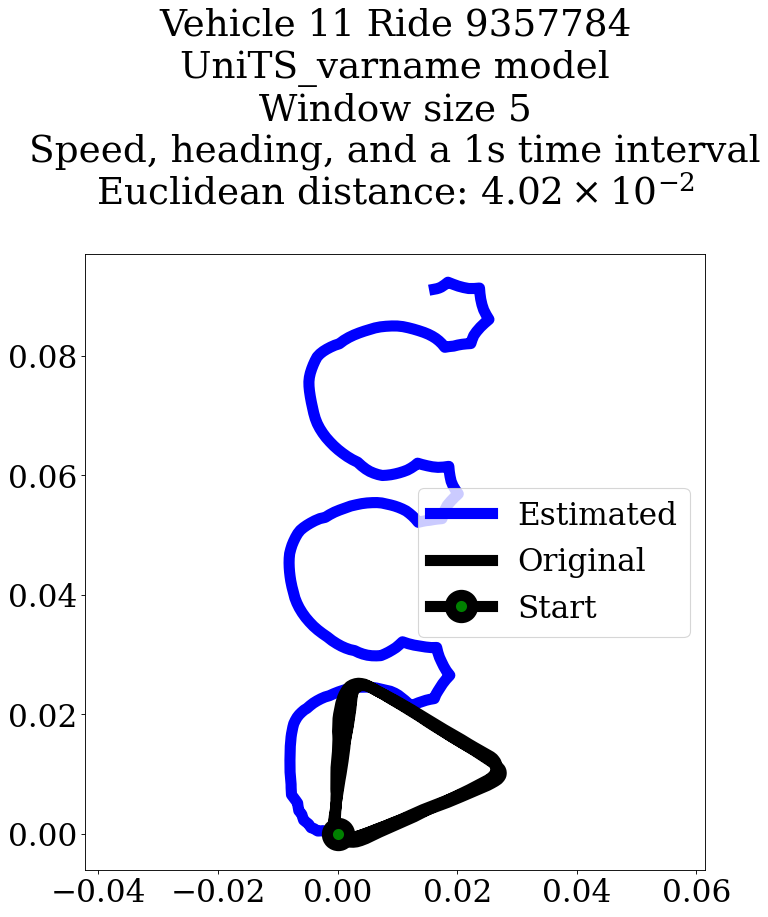 Vehicle 11 Ride 9357784
UniTS_varname model
Window size 5
Speed, heading, and a 1s time interval
Euclidean distance: 4.02 × 10⁻²
0.08
0.06
Estimated
0.04
Original
Start
0.02
0.00
−0.04 −0.02 0.00 0.02 0.04 0.06